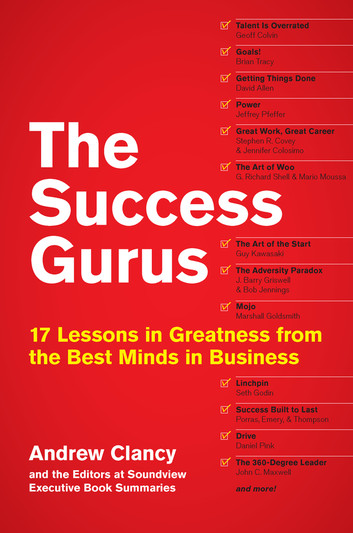 Talent Is Overrated
Geoff Colvin
Goals!
Brian Tracy
Getting Things Done
David Allen
Power
Jeffrey Pfeffer
Great Work, Great Career
Stephen R. Covey
& Jennifer Colosimo
The Art of Woo
G. Richard Shell & Mario Moussa
The
Success
Gurus
The Art of the Start
Guy Kawasaki
The Adversity Paradox
J. Barry Griswell
& Bob Jennings
Mojo
Marshall Goldsmith
17 Lessons in Greatness from
the Best Minds in Business
Linchpin
Seth Godin
Success Built to Last
Porras, Emery, & Thompson
Drive
Daniel Pink
The 360-Degree Leader
John C. Maxwell
and more!
Andrew Clancy
and the Editors at Soundview
Executive Book Summaries